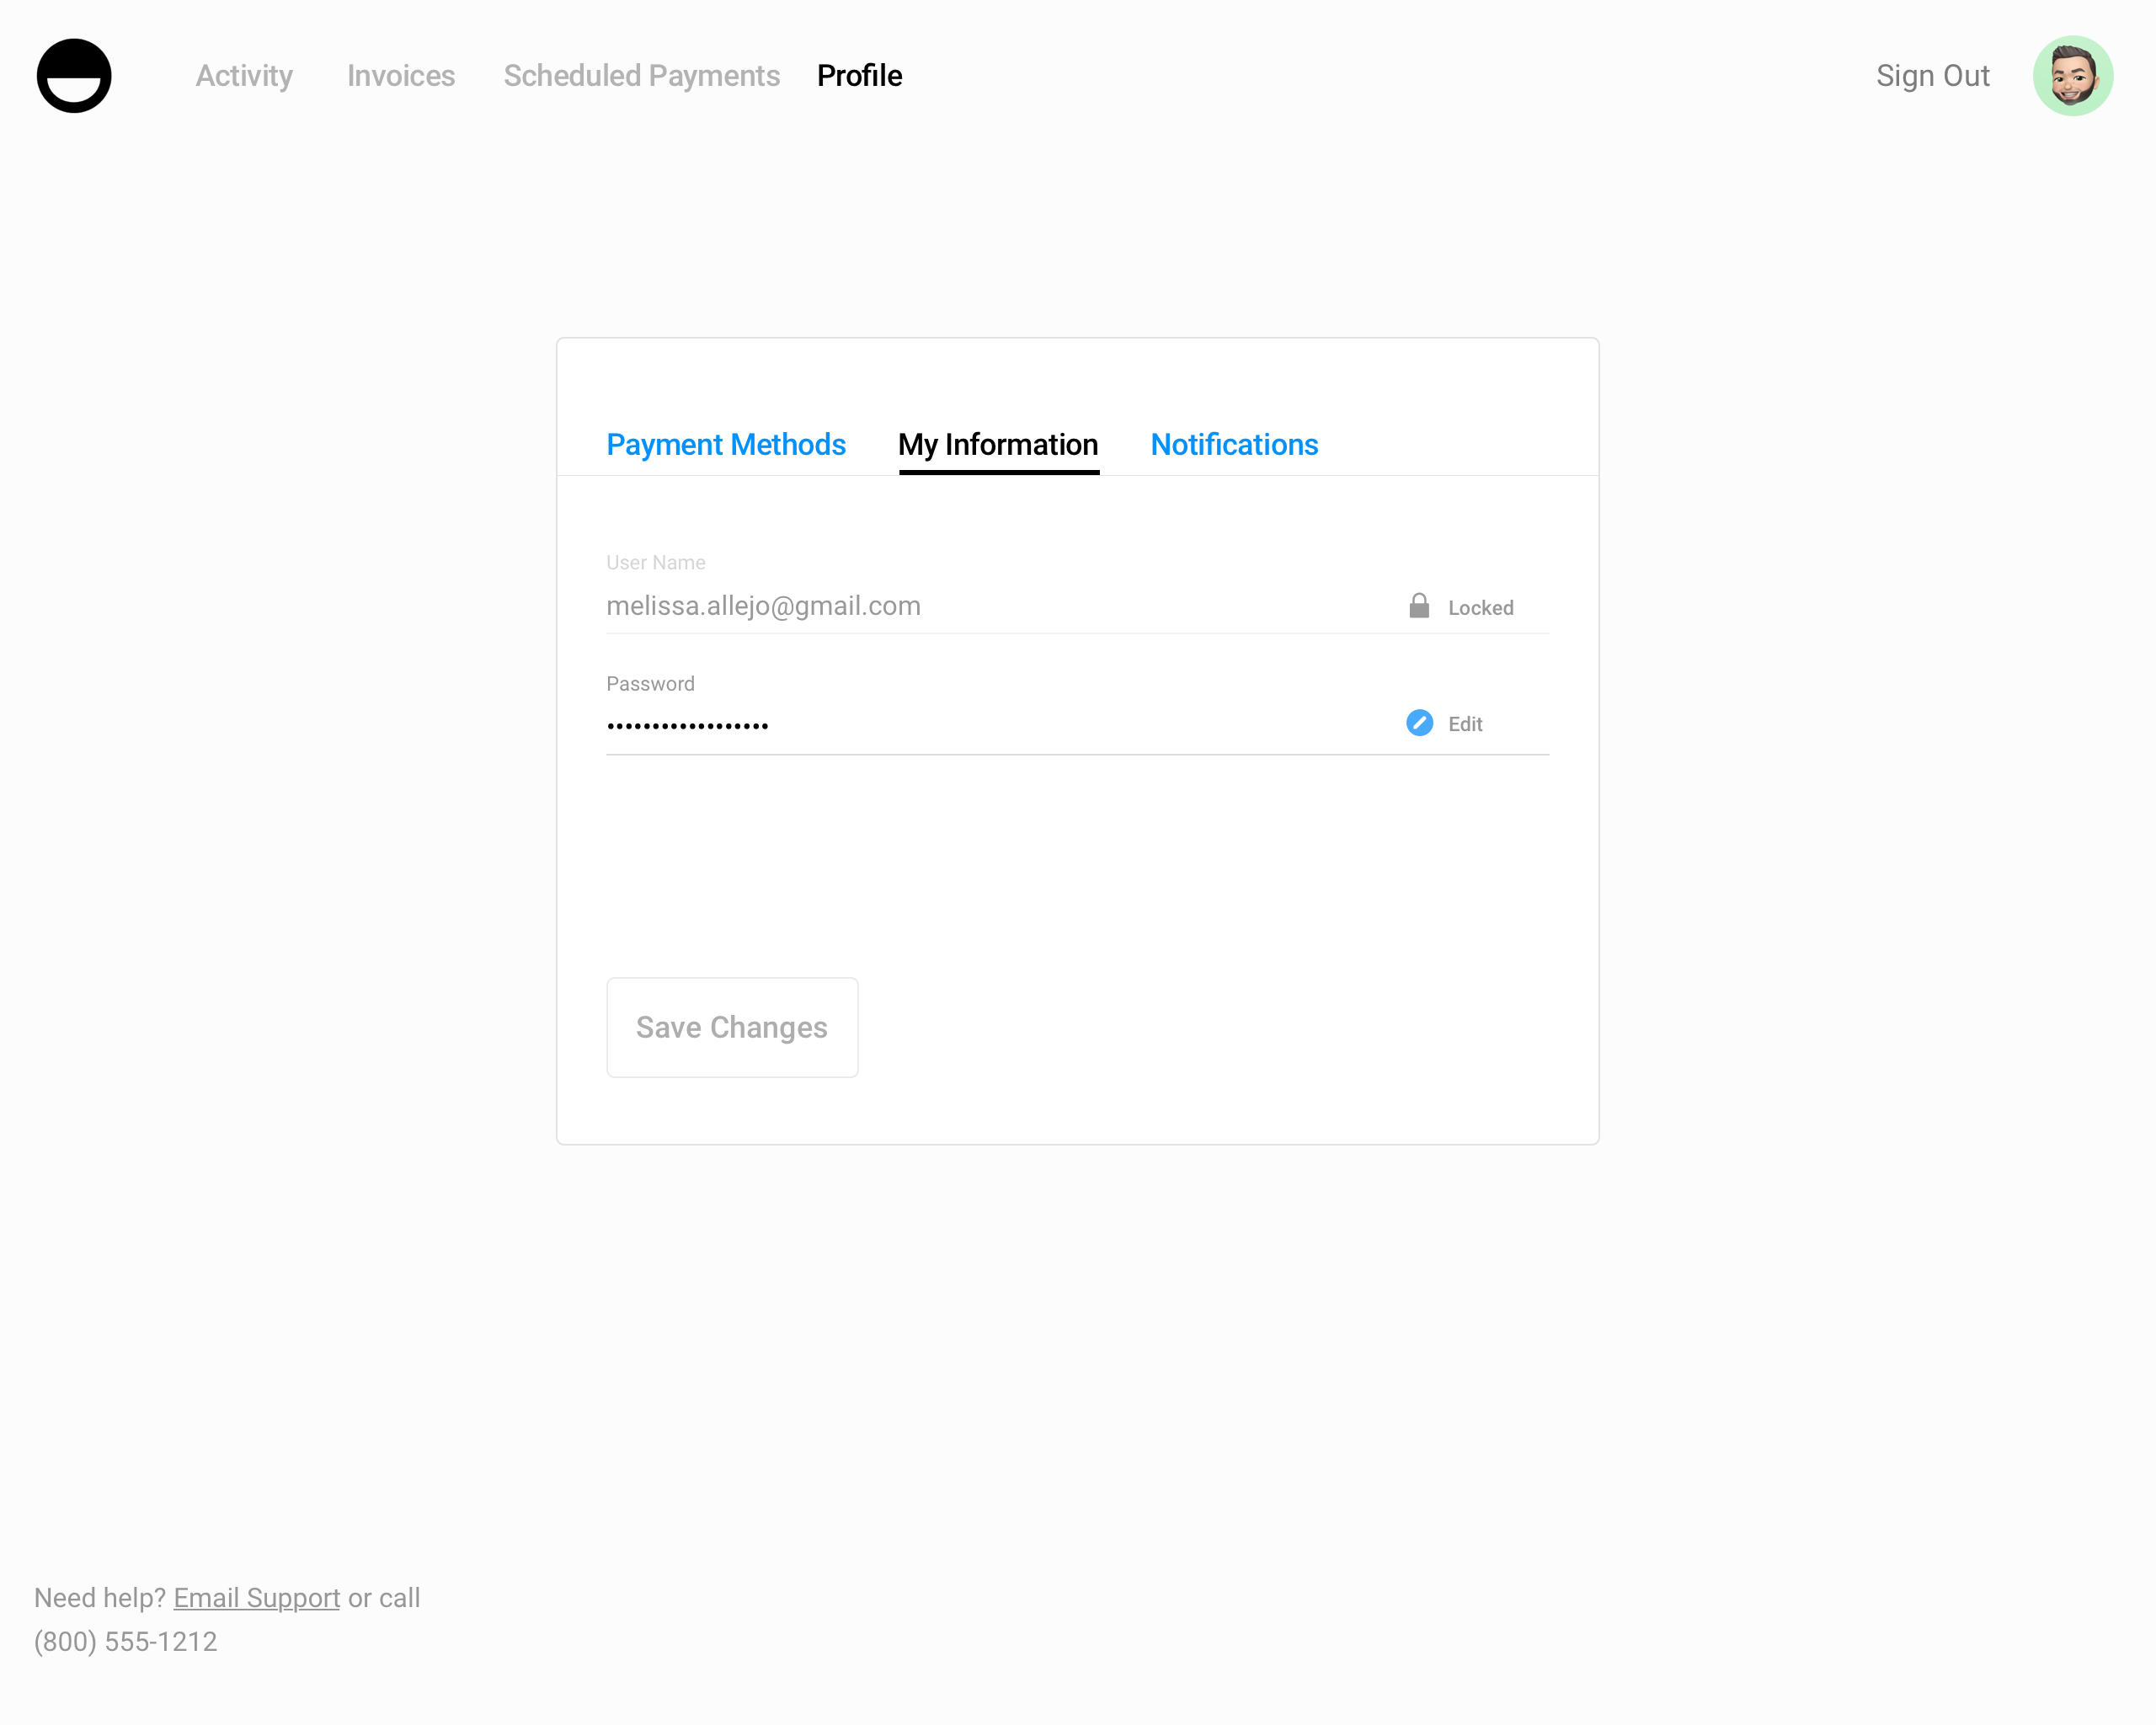 Activity Invoices Scheduled Payments Profile Sign Out
Payment Methods My Information Notifications
User Name
melissa.allejo@gmail.com Locked
Password
•••••••••••••••••• Edit
Save Changes
Need help? Email Support or call
(800) 555-1212